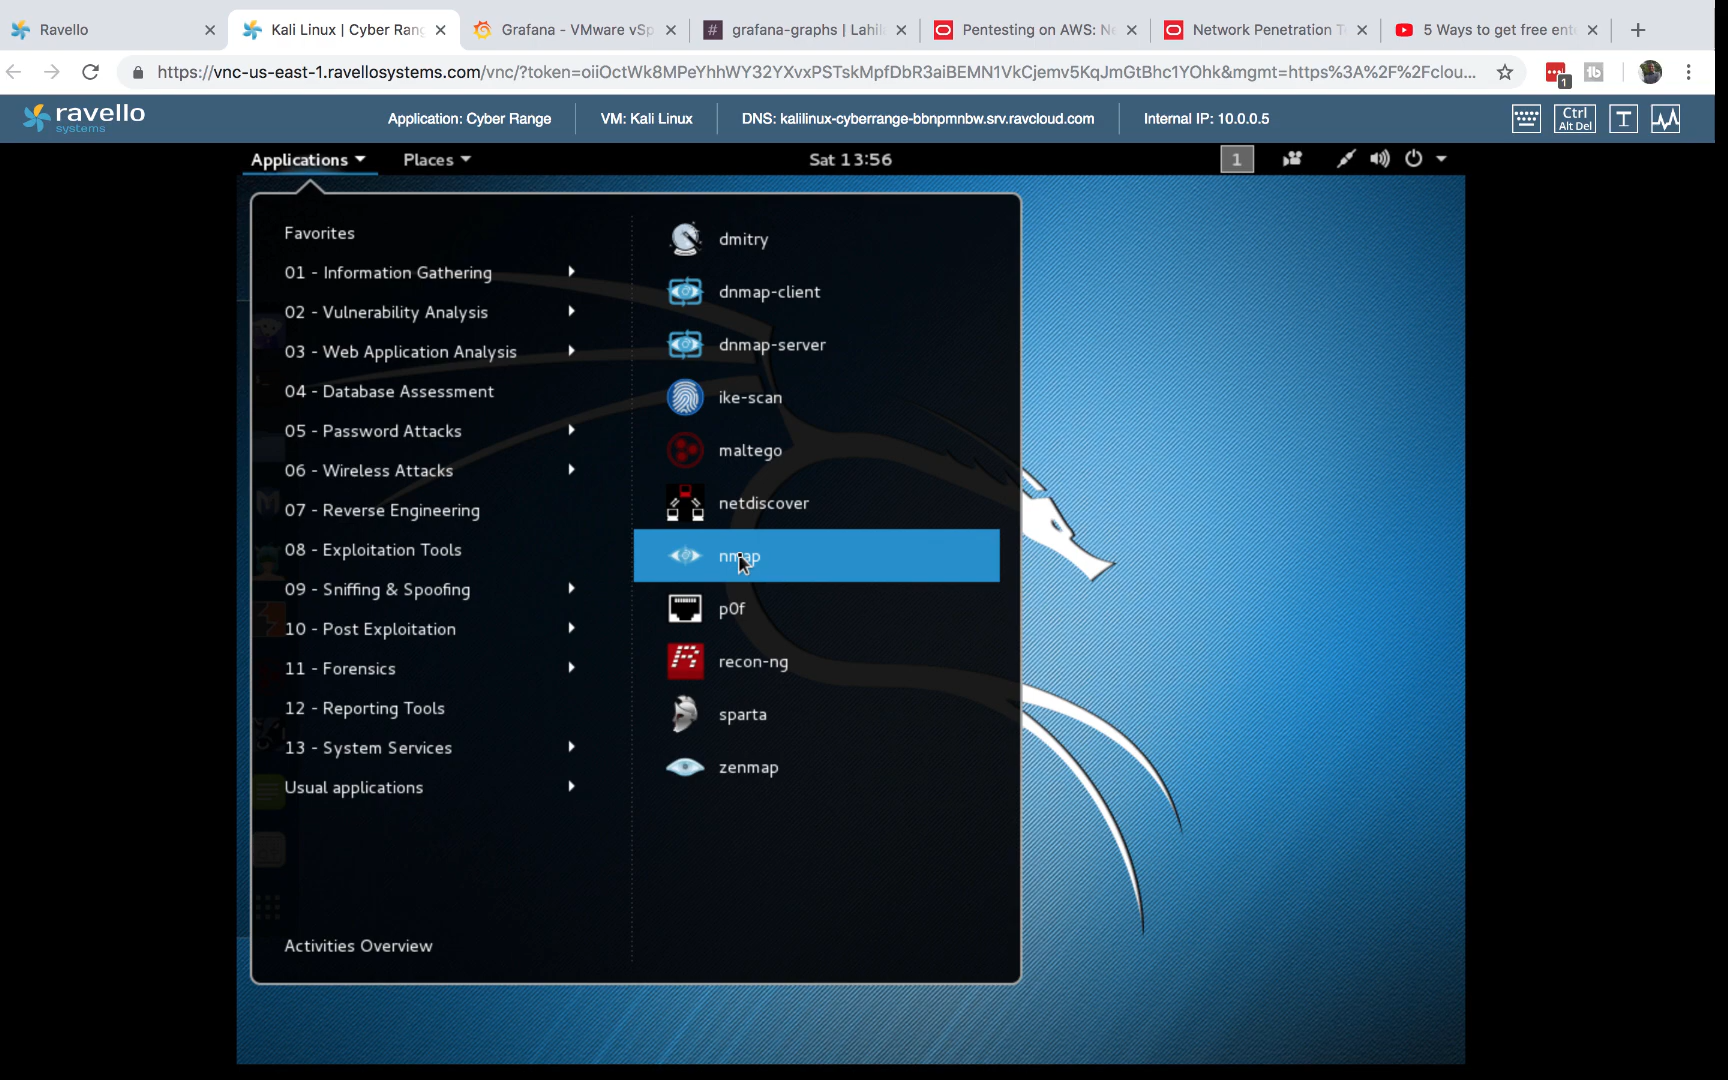 Ravello
Kali Linux | Cyber Rang
Grafana - VMware vSp
grafana-graphs | Lahil
Pentesting on AWS: Ne
Network Penetration T
5 Ways to get free ente
https://vnc-us-east-1.ravellosystems.com/vnc/?token=oiiOctWk8MPeYhhWY32YXvxPSTskMpfDbR3aiBEMN1VkCjemv5KqJmGtBhc1YOhk&mgmt=https%3A%2F%2Fclou...
1
ravello
systems
Application: Cyber Range
VM: Kali Linux
DNS: kalilinux-cyberrange-bbnpmnbw.srv.ravcloud.com
Internal IP: 10.0.0.5
Ctrl
Alt Del
Applications
Places
Sat 13:56
1
Favorites
01 - Information Gathering
02 - Vulnerability Analysis
03 - Web Application Analysis
04 - Database Assessment
05 - Password Attacks
06 - Wireless Attacks
07 - Reverse Engineering
08 - Exploitation Tools
09 - Sniffing & Spoofing
10 - Post Exploitation
11 - Forensics
12 - Reporting Tools
13 - System Services
Usual applications
Activities Overview
dmitry
dnmap-client
dnmap-server
ike-scan
maltego
netdiscover
nmap
p0f
recon-ng
sparta
zenmap